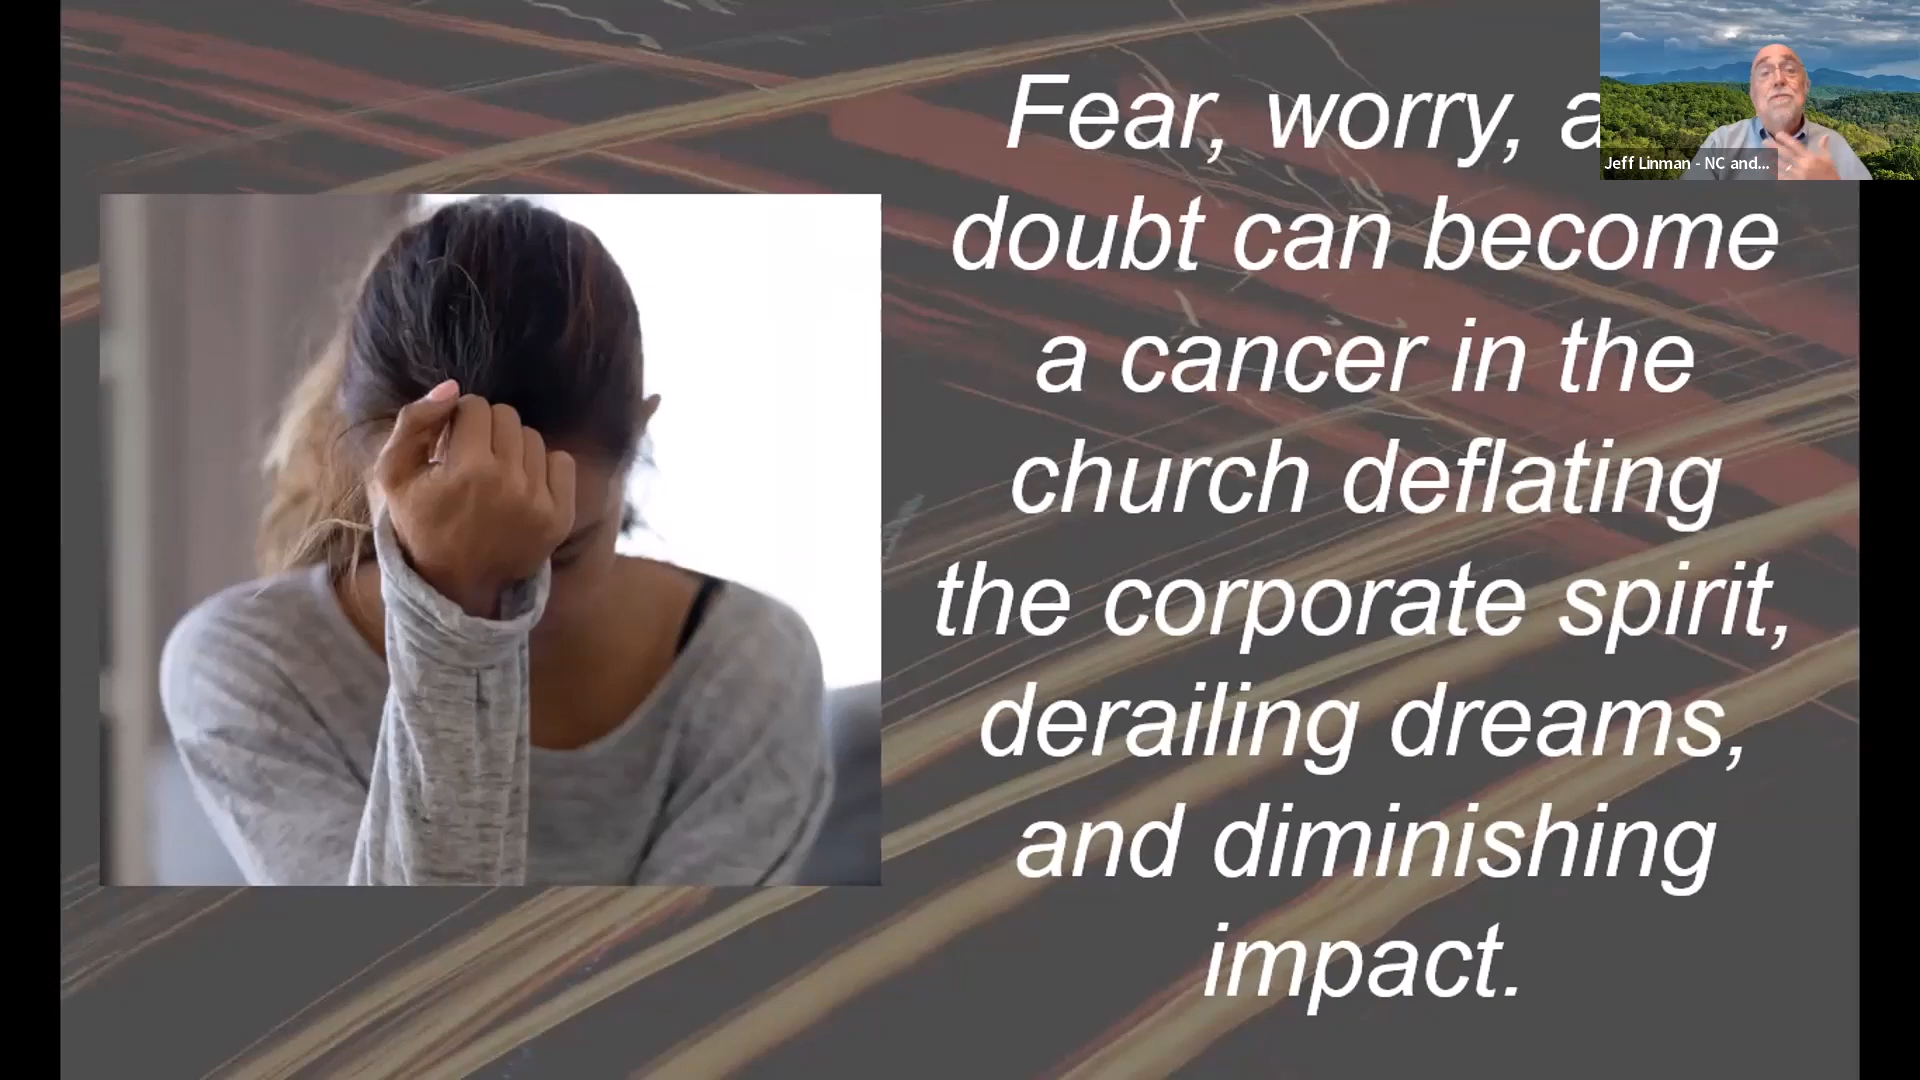 Fear, worry, a
doubt can become
a cancer in the
church deflating
the corporate spirit,
derailing dreams,
and diminishing
impact.
Jeff Linman - NC and...